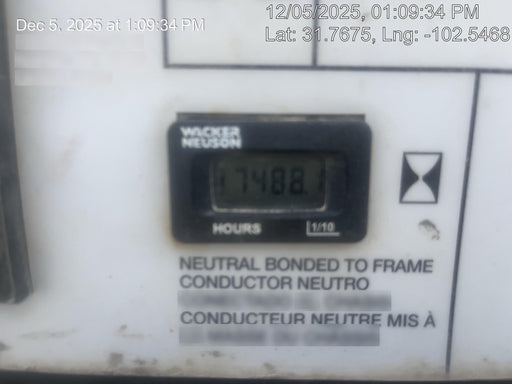 Dec 5, 2025 at 1:09:34 PM
12/05/2025, 01:09:34 PM
Lat: 31.7675, Lng: -102.5468
WACKER
NEUSON
17488.1
HOURS 1/10
NEUTRAL BONDED TO FRAME
CONDUCTOR NEUTRO
CONDUCTEUR NEUTRE MIS À